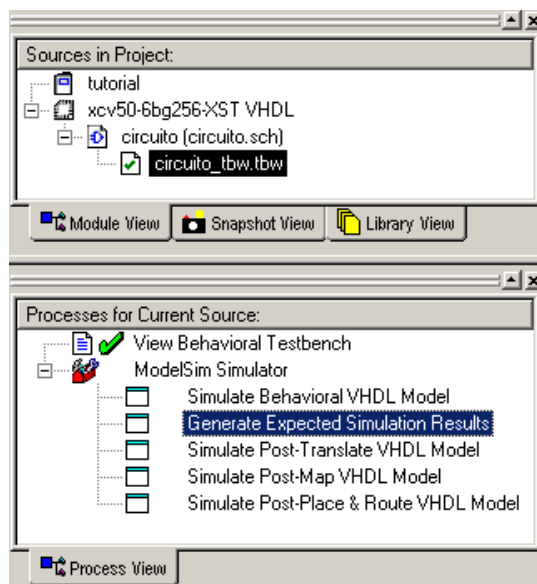 Sources in Project:
tutorial
xcv50-6bg256-XST VHDL
circuito (circuito.sch)
circuito_tbw.tbw
Module View Snapshot View Library View
Processes for Current Source:
View Behavioral Testbench
ModelSim Simulator
Simulate Behavioral VHDL Model
Generate Expected Simulation Results
Simulate Post-Translate VHDL Model
Simulate Post-Map VHDL Model
Simulate Post-Place & Route VHDL Model
Process View